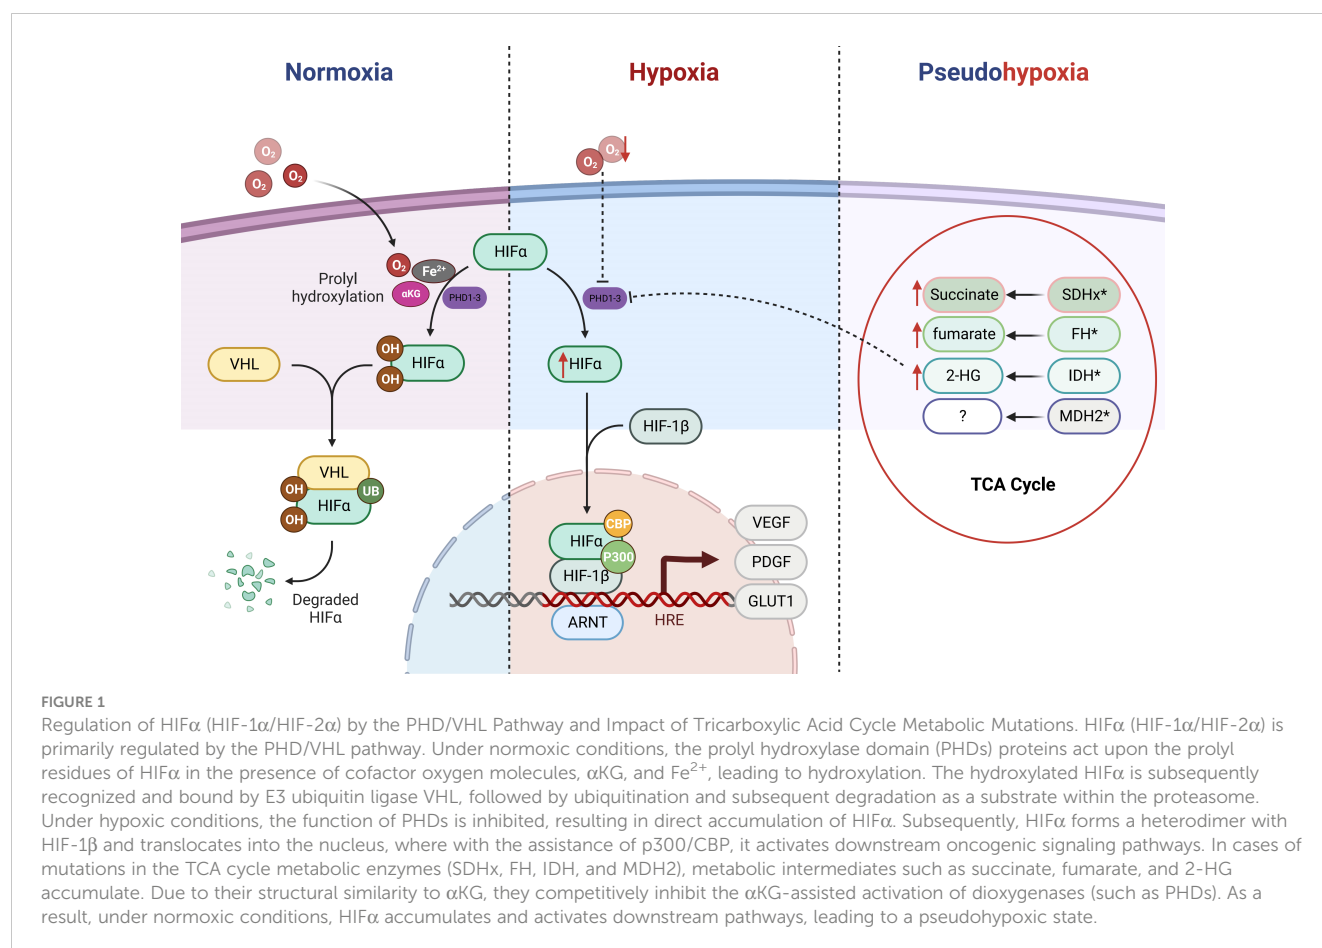 Normoxia
Hypoxia
Pseudohypoxia
O2
O2
O2
O2
O2
HIFα
O2
Fe2+
αKG
PHD1-3
Prolyl
hydroxylation
PHD1-3
Succinate
SDHx*
fumarate
FH*
2-HG
IDH*
?
MDH2*
TCA Cycle
VHL
OH
OH
HIFα
HIFα
HIF-1β
VHL
OH
OH
HIFα
UB
Degraded
HIFα
CBP
HIFα
P300
HIF-1β
ARNT
HRE
VEGF
PDGF
GLUT1
FIGURE 1
Regulation of HIFα (HIF-1α/HIF-2α) by the PHD/VHL Pathway and Impact of Tricarboxylic Acid Cycle Metabolic Mutations. HIFα (HIF-1α/HIF-2α) is
primarily regulated by the PHD/VHL pathway. Under normoxic conditions, the prolyl hydroxylase domain (PHDs) proteins act upon the prolyl
residues of HIFα in the presence of cofactor oxygen molecules, αKG, and Fe2+, leading to hydroxylation. The hydroxylated HIFα is subsequently
recognized and bound by E3 ubiquitin ligase VHL, followed by ubiquitination and subsequent degradation as a substrate within the proteasome.
Under hypoxic conditions, the function of PHDs is inhibited, resulting in direct accumulation of HIFα. Subsequently, HIFα forms a heterodimer with
HIF-1β and translocates into the nucleus, where with the assistance of p300/CBP, it activates downstream oncogenic signaling pathways. In cases of
mutations in the TCA cycle metabolic enzymes (SDHx, FH, IDH, and MDH2), metabolic intermediates such as succinate, fumarate, and 2-HG
accumulate. Due to their structural similarity to αKG, they competitively inhibit the αKG-assisted activation of dioxygenases (such as PHDs). As a
result, under normoxic conditions, HIFα accumulates and activates downstream pathways, leading to a pseudohypoxic state.